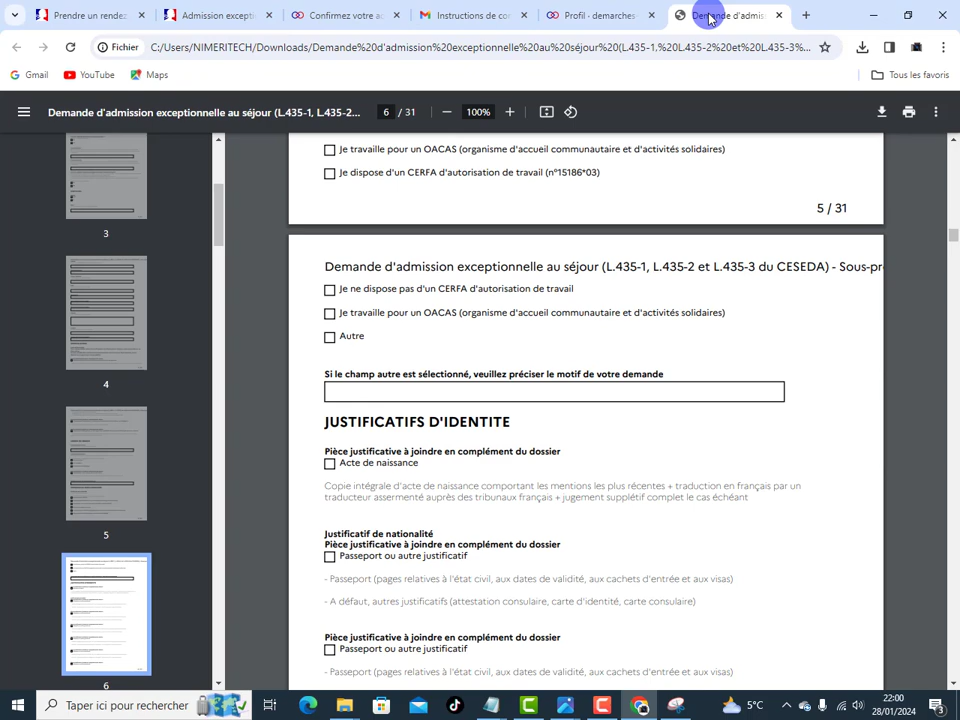 Prendre un rendez
Admission excepti
Confirmez votre ac
Instructions de con
Profil - demarches
Demande d'admis
Fichier
C:/Users/NIMERITECH/Downloads/Demande%20d'admission%20exceptionnelle%20au%20séjour%20(L.435-1,%20L.435-2%20et%20L.435-3%...
Gmail
YouTube
Maps
Tous les favoris
Demande d'admission exceptionnelle au séjour (L.435-1, L.435-2...
6 / 31
100%
Je travaille pour un OACAS (organisme d'accueil communautaire et d'activités solidaires)
Je dispose d'un CERFA d'autorisation de travail (n°15186*03)
5 / 31
3
4
5
6
Demande d'admission exceptionnelle au séjour (L.435-1, L.435-2 et L.435-3 du CESEDA) - Sous-pr
Je ne dispose pas d'un CERFA d'autorisation de travail
Je travaille pour un OACAS (organisme d'accueil communautaire et d'activités solidaires)
Autre
Si le champ autre est sélectionné, veuillez préciser le motif de votre demande
JUSTIFICATIFS D'IDENTITE
Pièce justificative à joindre en complément du dossier
Acte de naissance
Copie intégrale d'acte de naissance comportant les mentions les plus récentes + traduction en français par un
traducteur assermenté auprès des tribunaux français + jugement supplétif complet le cas échéant
Justificatif de nationalité
Pièce justificative à joindre en complément du dossier
Passeport ou autre justificatif
- Passeport (pages relatives à l'état civil, aux dates de validité, aux cachets d'entrée et aux visas)
- A défaut, autres justificatifs (attestation consulaire, carte d'identité, carte consulaire)
Pièce justificative à joindre en complément du dossier
Passeport ou autre justificatif
- Passeport (pages relatives à l'état civil, aux dates de validité, aux cachets d'entrée et aux visas)
Taper ici pour rechercher
5°C
22:00
28/01/2024
3